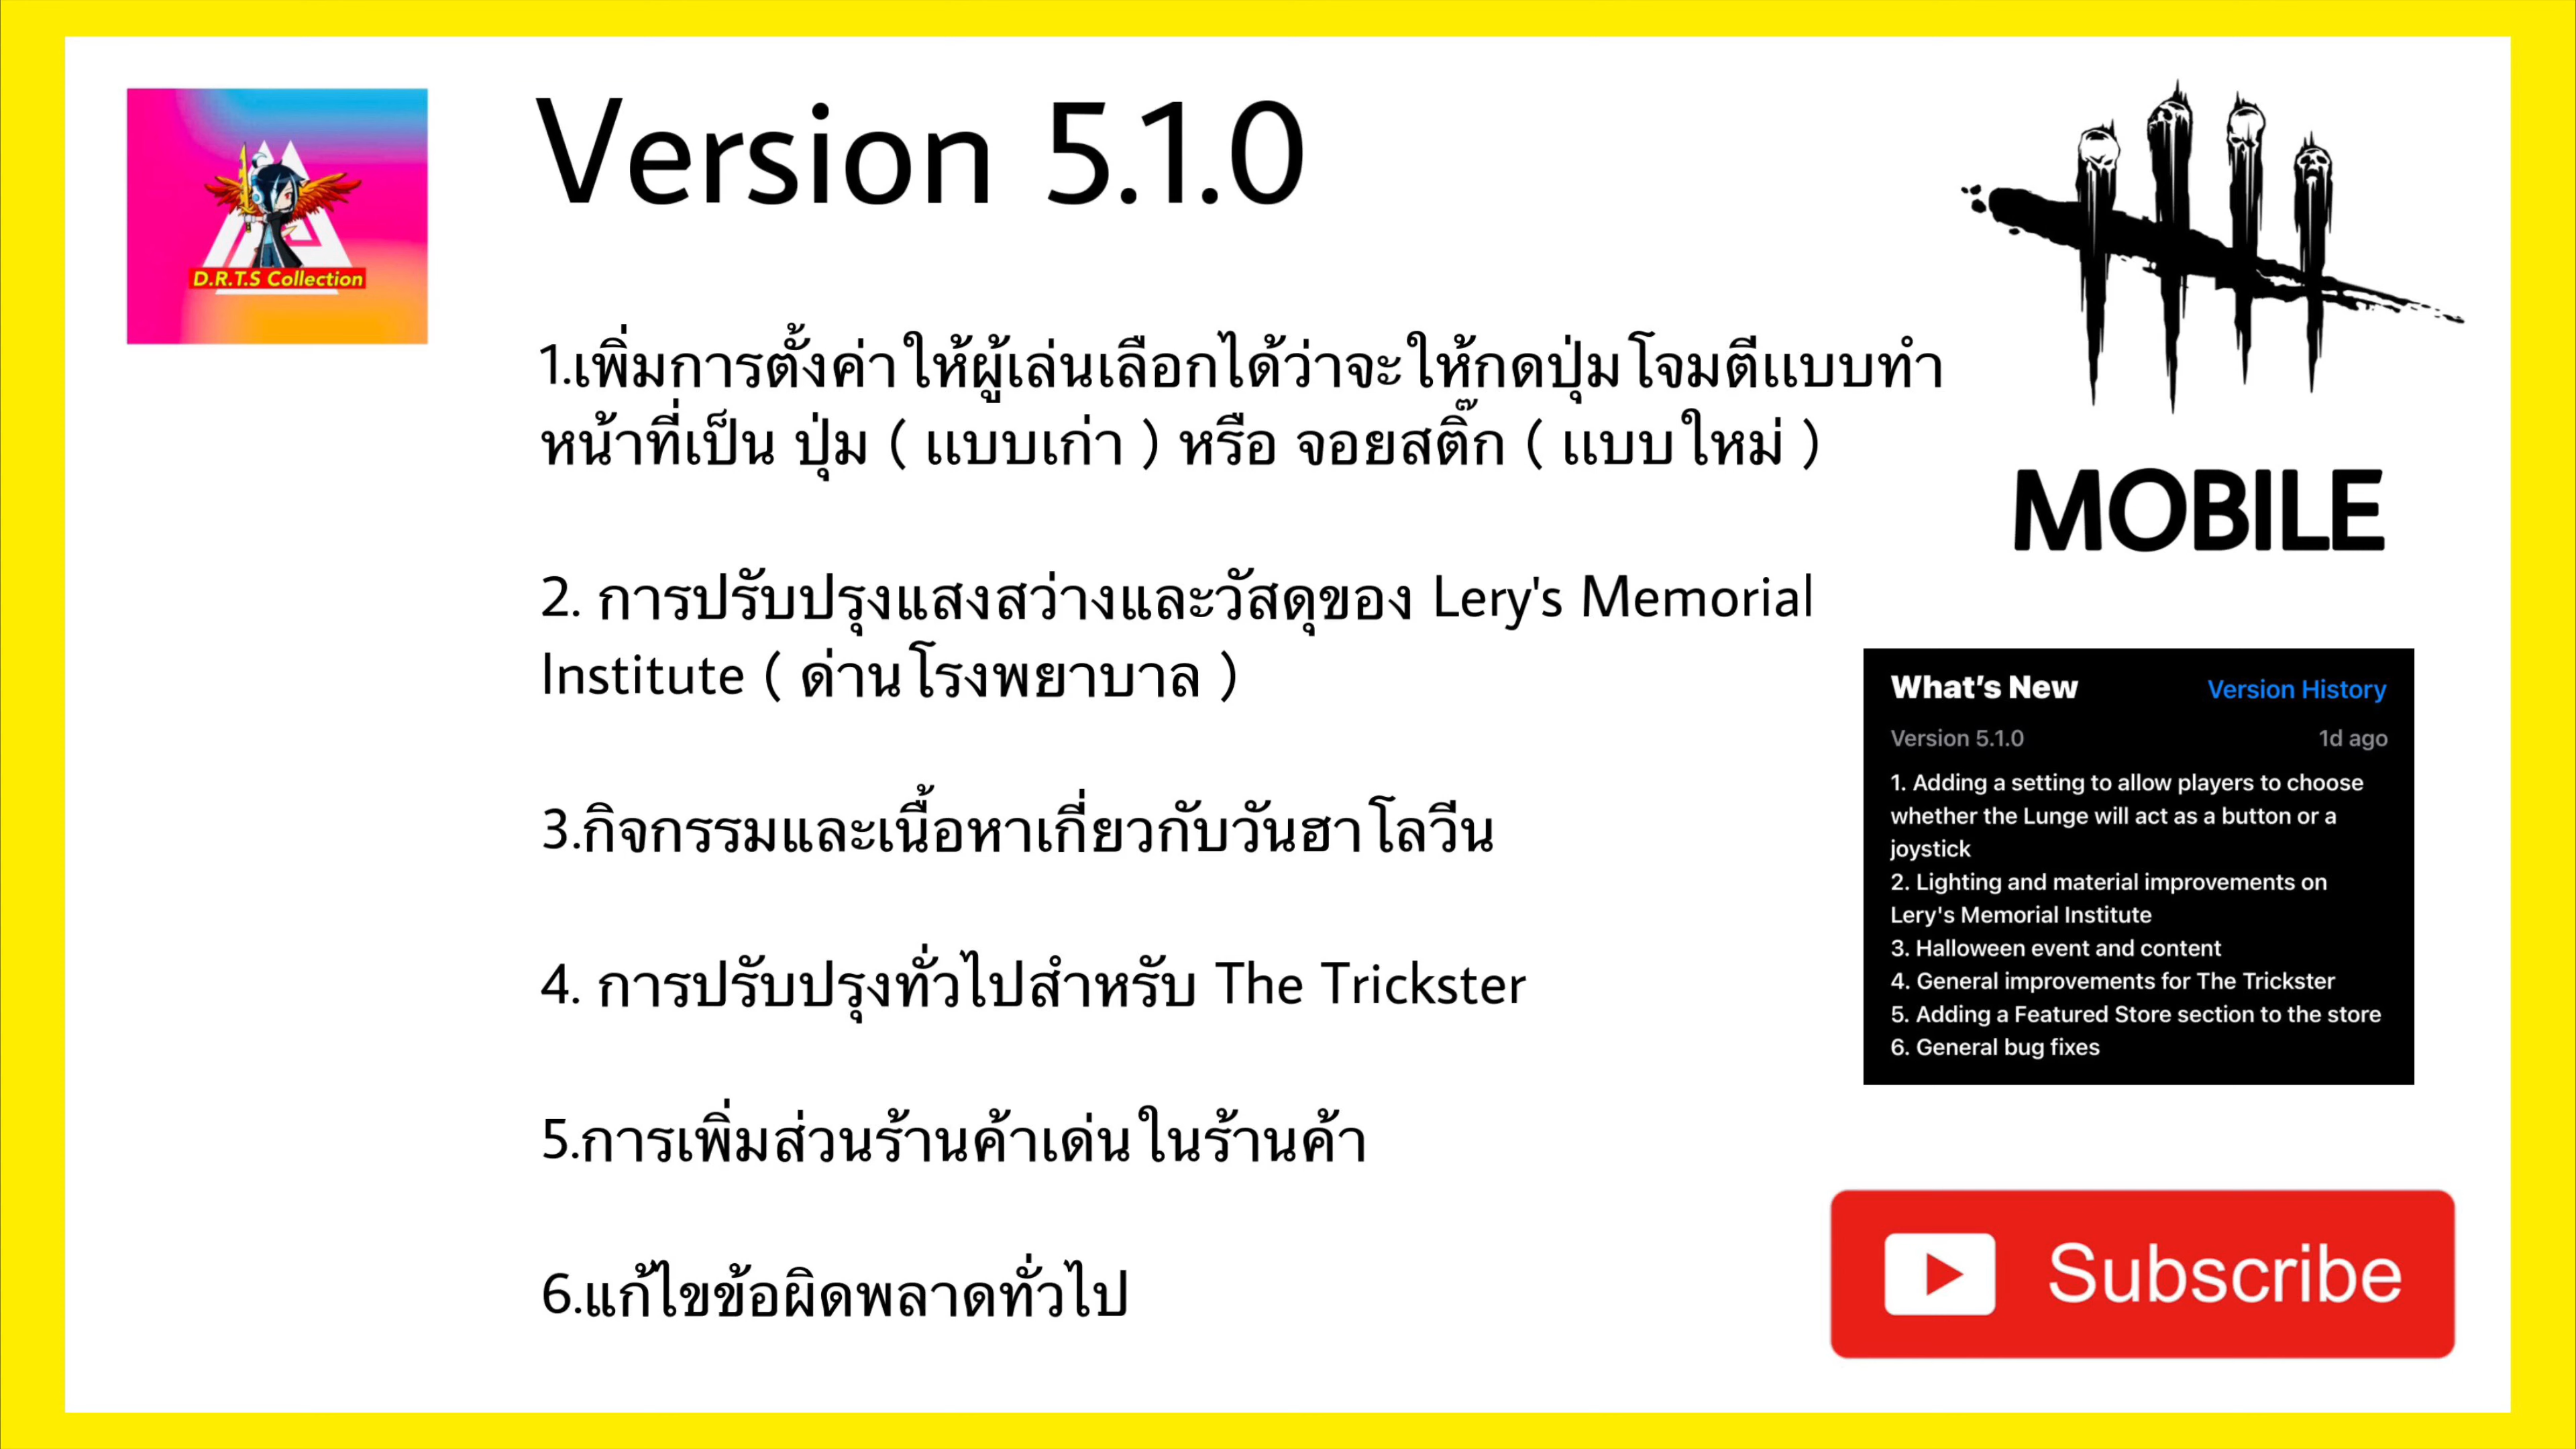 D.R.T.S Collection
Version 5.1.0
1.เพิ่มการตั้งค่าให้ผู้เล่นเลือกได้ว่าจะให้กดปุ่มโจมตีแบบทำ
หน้าที่เป็น ปุ่ม ( แบบเก่า ) หรือ จอยสติ๊ก ( แบบใหม่ )
2. การปรับปรุงแสงสว่างและวัสดุของ Lery's Memorial
Institute ( ด่านโรงพยาบาล )
3.กิจกรรมและเนื้อหาเกี่ยวกับวันฮาโลวีน
4. การปรับปรุงทั่วไปสำหรับ The Trickster
5.การเพิ่มส่วนร้านค้าเด่นในร้านค้า
6.แก้ไขข้อผิดพลาดทั่วไป
MOBILE
What's New Version History
Version 5.1.0 1d ago
1. Adding a setting to allow players to choose
whether the Lunge will act as a button or a
joystick
2. Lighting and material improvements on
Lery's Memorial Institute
3. Halloween event and content
4. General improvements for The Trickster
5. Adding a Featured Store section to the store
6. General bug fixes
Subscribe